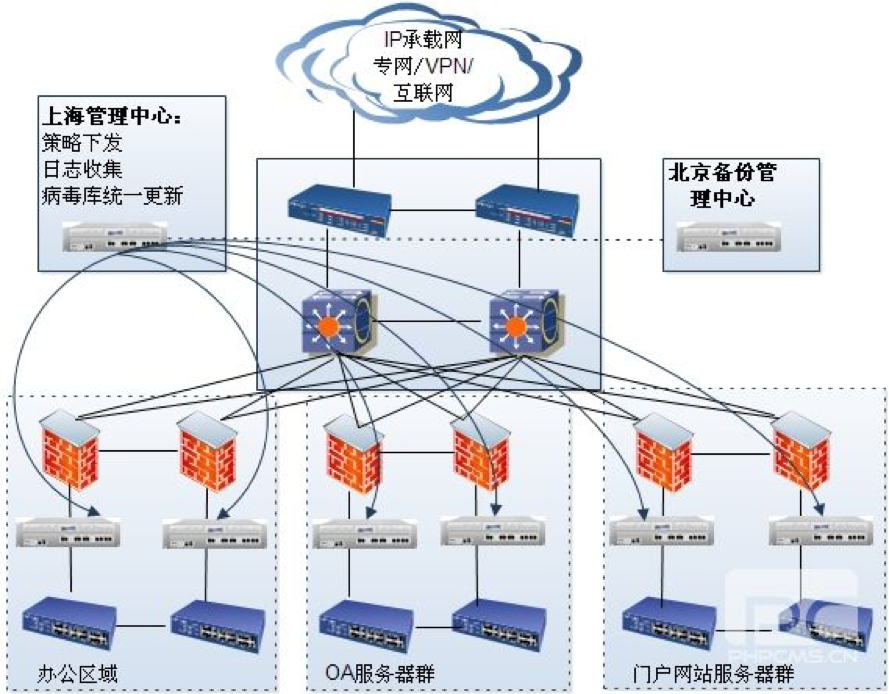 IP承载网
专网/VPN/
互联网
上海管理中心：
策略下发
日志收集
病毒库统一更新
北京备份管
理中心
办公区域
OA服务器群
门户网站服务器群
PHPCMS.CN